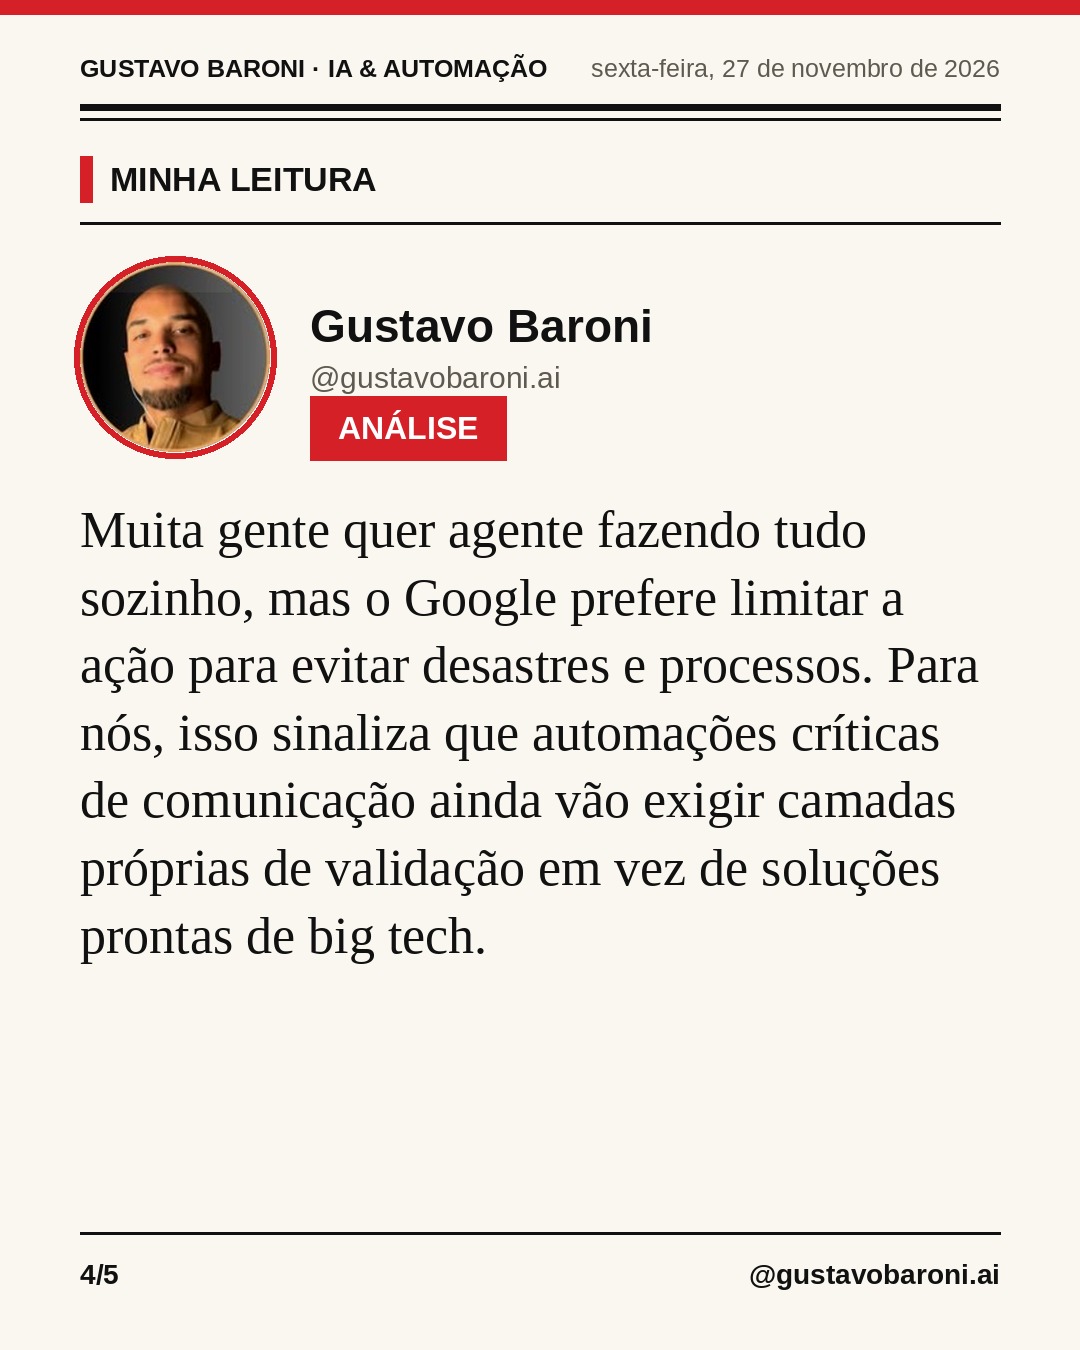 GUSTAVO BARONI · IA & AUTOMAÇÃO
sexta-feira, 27 de novembro de 2026
MINHA LEITURA
Gustavo Baroni
@gustavobaroni.ai
ANÁLISE
Muita gente quer agente fazendo tudo
sozinho, mas o Google prefere limitar a
ação para evitar desastres e processos. Para
nós, isso sinaliza que automações críticas
de comunicação ainda vão exigir camadas
próprias de validação em vez de soluções
prontas de big tech.
4/5
@gustavobaroni.ai